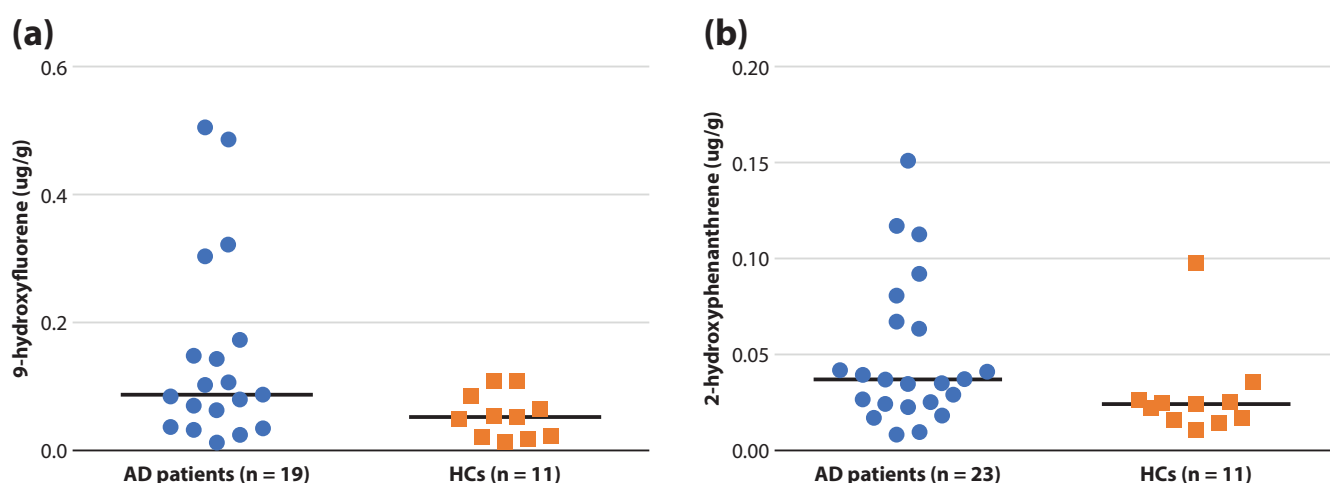 (a)
0.6
0.4
0.2
0.0
9-hydroxyfluorene (ug/g)
AD patients (n = 19)
HCs (n = 11)
(b)
0.20
0.15
0.10
0.05
0.00
2-hydroxyphenanthrene (ug/g)
AD patients (n = 23)
HCs (n = 11)